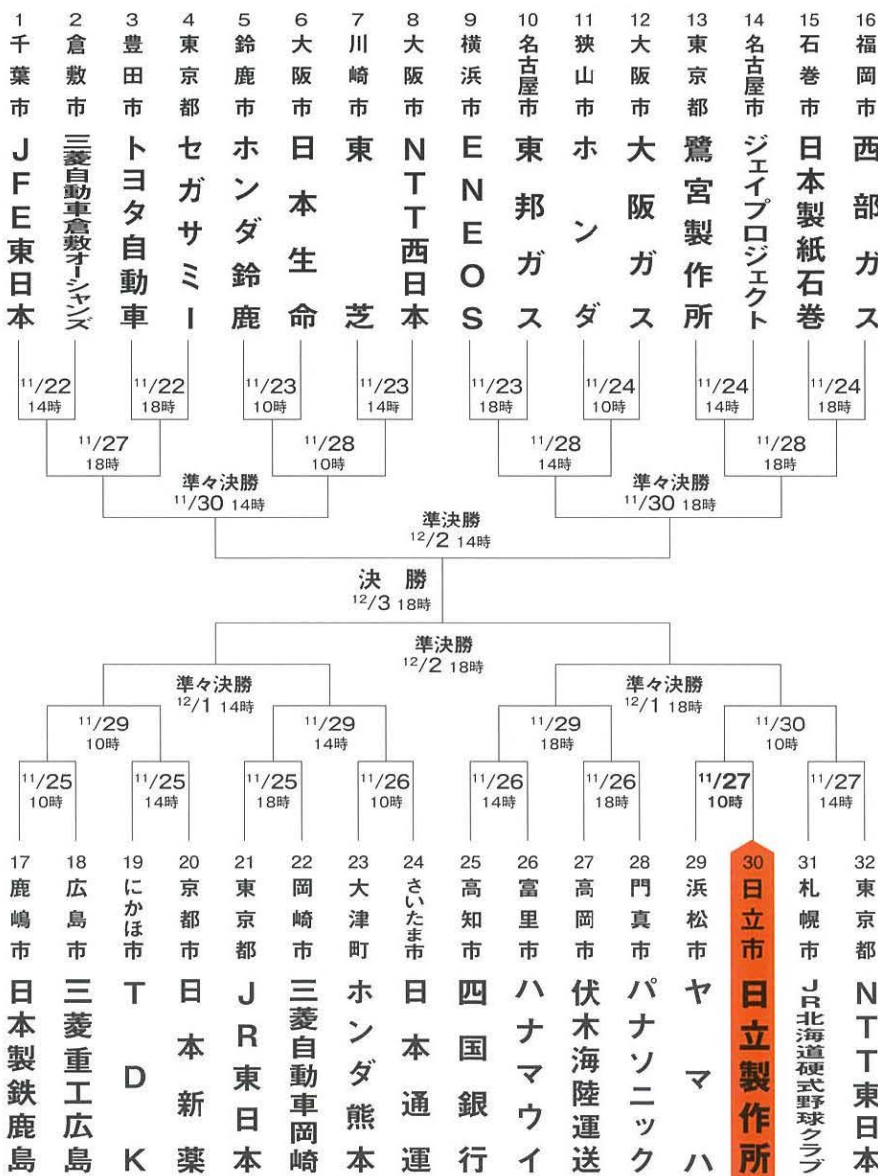 1 千葉市 JFE東日本
2 倉敷市 三菱自動車倉敷オーシャンズ
3 豊田市 トヨタ自動車
4 東京都 セガサミー
5 鈴鹿市 ホンダ鈴鹿
6 大阪市 日本生命
7 川崎市 東芝
8 大阪市 NTT西日本
9 横浜市 ENEOS
10 名古屋市 東邦ガス
11 狭山市 ホンダ
12 大阪市 大阪ガス
13 東京都 鷺宮製作所
14 名古屋市 ジェイプロジェクト
15 石巻市 日本製紙石巻
16 福岡市 西部ガス
11/22 14時
11/22 18時
11/23 10時
11/23 14時
11/23 18時
11/24 10時
11/24 14時
11/24 18時
11/27 18時
11/28 10時
11/28 14時
11/28 18時
準々決勝 11/30 14時
準々決勝 11/30 18時
準決勝 12/2 14時
決 勝 12/3 18時
準決勝 12/2 18時
準々決勝 12/1 14時
準々決勝 12/1 18時
11/29 10時
11/29 14時
11/29 18時
11/30 10時
11/25 10時
11/25 14時
11/25 18時
11/26 10時
11/26 14時
11/26 18時
11/27 10時
11/27 14時
17 鹿嶋市 日本製鉄鹿島
18 広島市 三菱重工広島
19 にかほ市 TDK
20 京都市 日本新薬
21 東京都 JR東日本
22 岡崎市 三菱自動車岡崎
23 大津町 ホンダ熊本
24 さいたま市 日本通運
25 高知市 四国銀行
26 富里市 ハナマウイ
27 高岡市 伏木海陸運送
28 門真市 パナソニック
29 浜松市 ヤマハ
30 日立市 日立製作所
31 札幌市 JR北海道硬式野球クラブ
32 東京都 NTT東日本